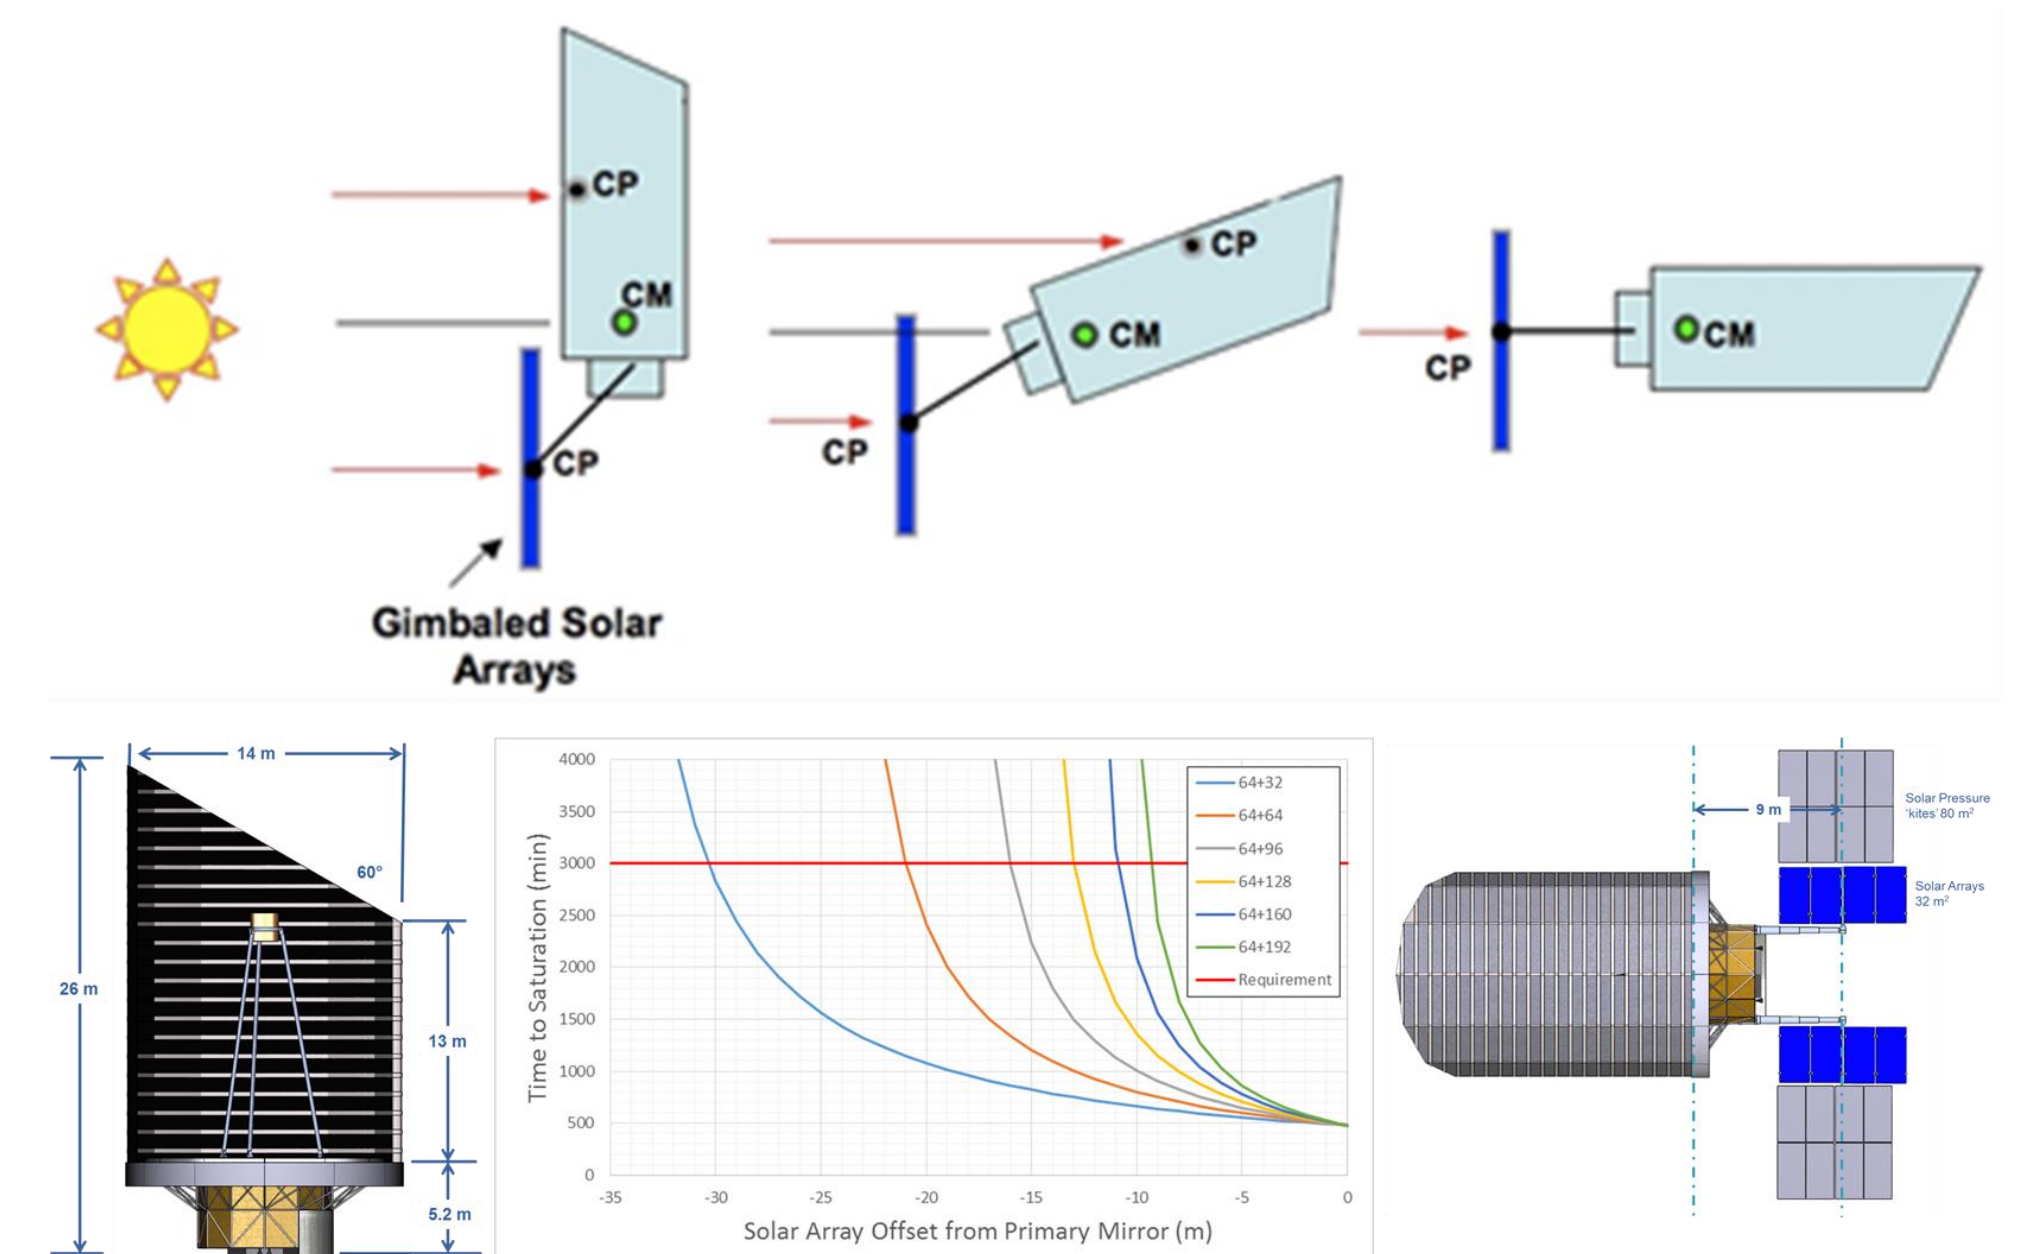 CP
CM
CP
Gimbaled Solar
Arrays
CP
CM
CP
CM
CP
14 m
60°
26 m
13 m
5.2 m
Time to Saturation (min)
4000
3500
3000
2500
2000
1500
1000
500
0
-35 -30 -25 -20 -15 -10 -5 0
Solar Array Offset from Primary Mirror (m)
64+32
64+64
64+96
64+128
64+160
64+192
Requirement
9 m
Solar Pressure
'kites' 80 m²
Solar Arrays
32 m²